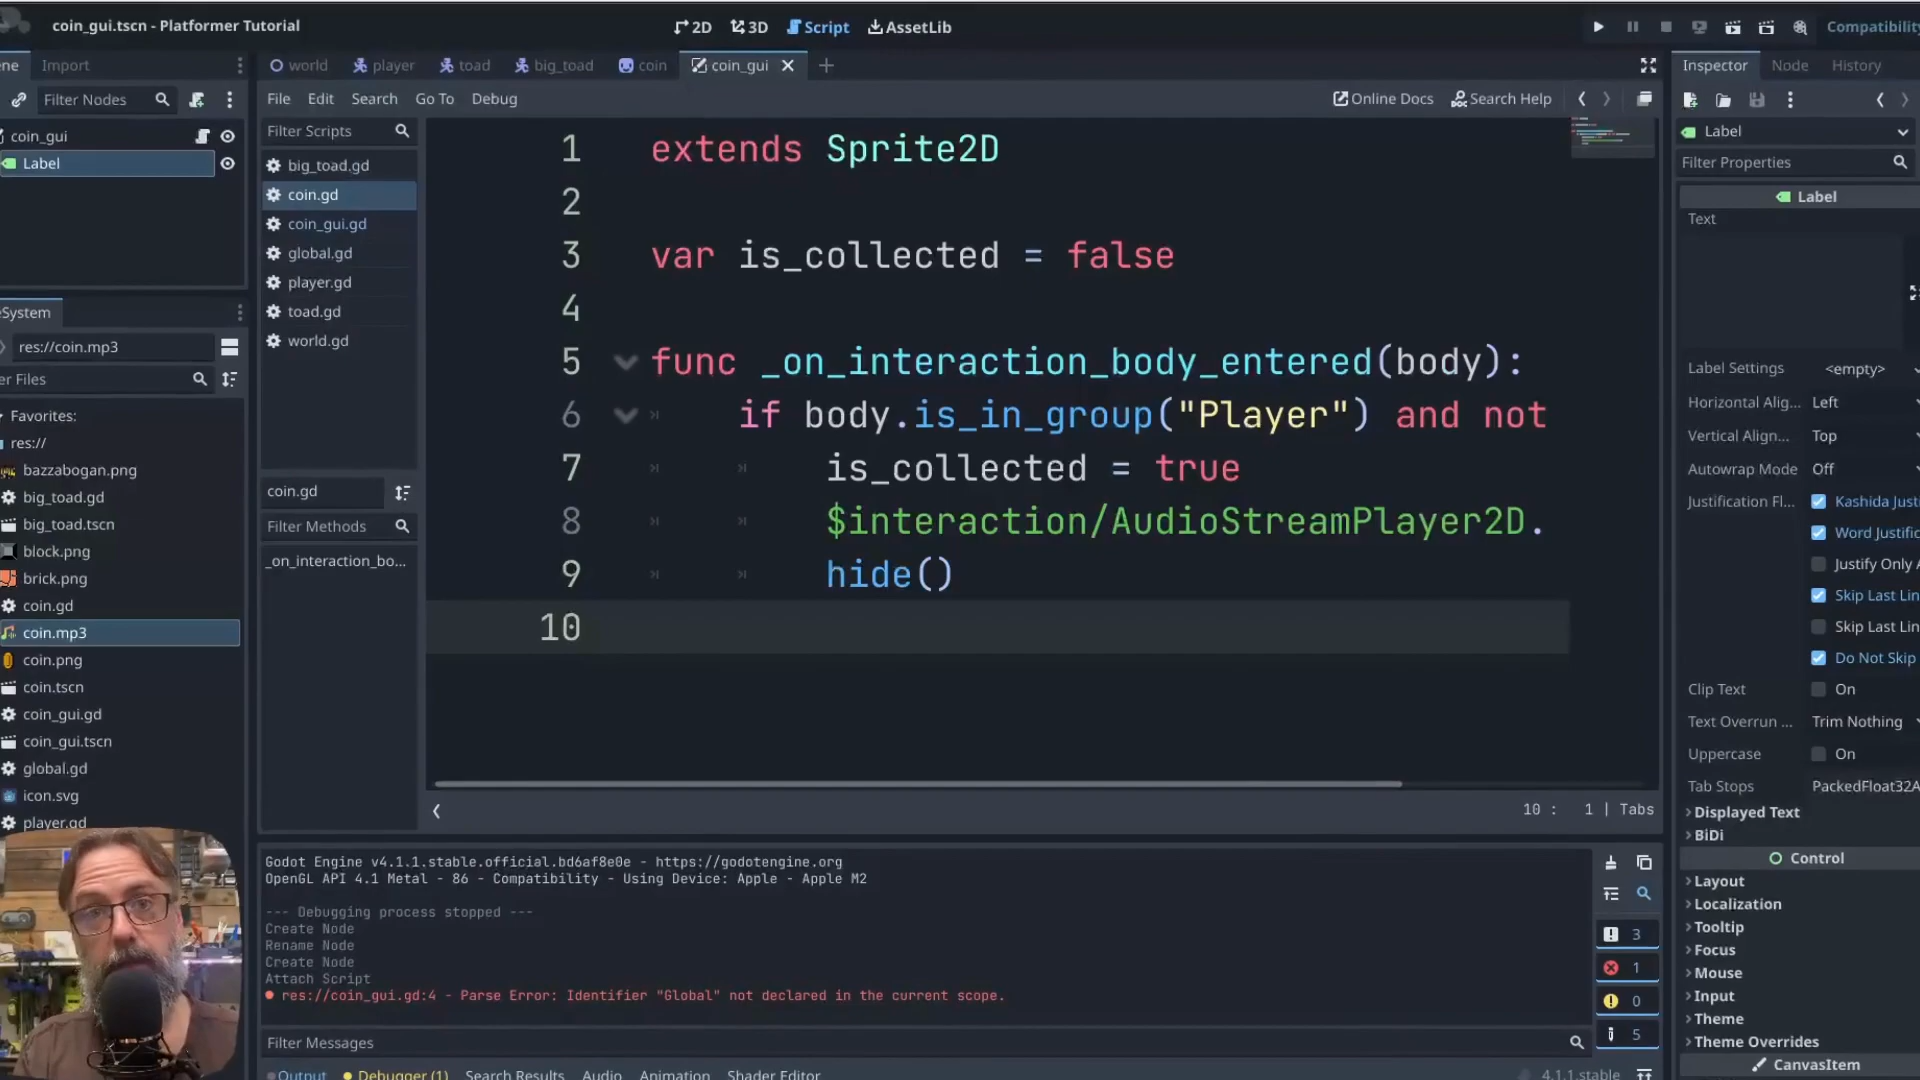 coin_gui.tscn - Platformer Tutorial
2D 3D Script AssetLib
Compatibility
Import
world player toad big_toad coin coin_gui
Inspector Node History
Filter Nodes
File Edit Search Go To Debug
Online Docs Search Help
coin_gui
Label
Filter Scripts
big_toad.gd
coin.gd
coin_gui.gd
global.gd
player.gd
toad.gd
world.gd
coin.gd
Filter Methods
_on_interaction_bo...
1 extends Sprite2D
2
3 var is_collected = false
4
5 func _on_interaction_body_entered(body):
6 if body.is_in_group("Player") and not
7 is_collected = true
8 $interaction/AudioStreamPlayer2D.
9 hide()
10
10 : 1 | Tabs
res://coin.mp3
Favorites:
res://
bazzabogan.png
big_toad.gd
big_toad.tscn
block.png
brick.png
coin.gd
coin.mp3
coin.png
coin.tscn
coin_gui.gd
coin_gui.tscn
global.gd
icon.svg
player.gd
Godot Engine v4.1.1.stable.official.bd6af8e0e - https://godotengine.org
OpenGL API 4.1 Metal - 86 - Compatibility - Using Device: Apple - Apple M2
--- Debugging process stopped ---
Create Node
Rename Node
Create Node
Attach Script
res://coin_gui.gd:4 - Parse Error: Identifier "Global" not declared in the current scope.
3
1
0
5
Filter Messages
Output Debugger (1) Search Results Audio Animation Shader Editor
4.1.1.stable
Label
Filter Properties
Label
Text
Label Settings <empty>
Horizontal Alig... Left
Vertical Alignm... Top
Autowrap Mode Off
Justification Fl... Kashida Justi
Word Justific
Justify Only A
Skip Last Lin
Skip Last Lin
Do Not Skip
Clip Text On
Text Overrun ... Trim Nothing
Uppercase On
Tab Stops PackedFloat32A
Displayed Text
BiDi
Control
Layout
Localization
Tooltip
Focus
Mouse
Input
Theme
Theme Overrides
CanvasItem